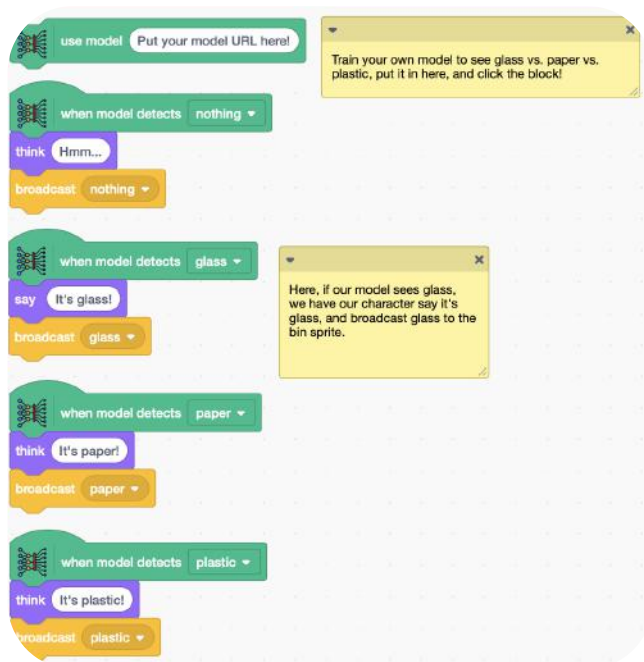 use model Put your model URL here!
Train your own model to see glass vs. paper vs.
plastic, put it in here, and click the block!
when model detects nothing
think Hmm...
broadcast nothing
when model detects glass
say It's glass!
broadcast glass
Here, if our model sees glass,
we have our character say it's
glass, and broadcast glass to the
bin sprite.
when model detects paper
think It's paper!
broadcast paper
when model detects plastic
think It's plastic!
broadcast plastic